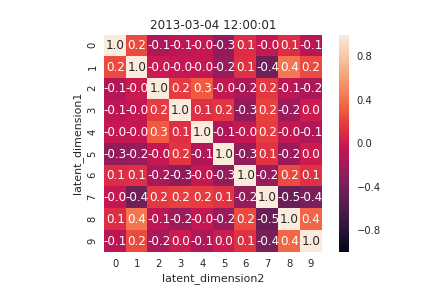 2013-03-04 12:00:01
0 1.0 0.2 -0.1 -0.1 -0.0 -0.3 0.1 -0.0 0.1 -0.1
1 0.2 1.0 -0.0 -0.0 -0.0 -0.2 0.1 -0.4 0.4 0.2
2 -0.1 -0.0 1.0 0.2 0.3 -0.0 -0.2 0.2 -0.1 -0.2
3 -0.1 -0.0 0.2 1.0 0.1 0.2 -0.3 0.2 -0.2 0.0
4 -0.0 -0.0 0.3 0.1 1.0 -0.1 -0.0 0.2 -0.0 -0.1
5 -0.3 -0.2 -0.0 0.2 -0.1 1.0 -0.3 0.1 -0.2 0.0
6 0.1 0.1 -0.2 -0.3 -0.0 -0.3 1.0 -0.2 0.2 0.1
7 -0.0 -0.4 0.2 0.2 0.2 0.1 -0.2 1.0 -0.5 -0.4
8 0.1 0.4 -0.1 -0.2 -0.0 -0.2 0.2 -0.5 1.0 0.4
9 -0.1 0.2 -0.2 0.0 -0.1 0.0 0.1 -0.4 0.4 1.0
0 1 2 3 4 5 6 7 8 9
latent_dimension2
latent_dimension1
0.8
0.4
0.0
−0.4
−0.8